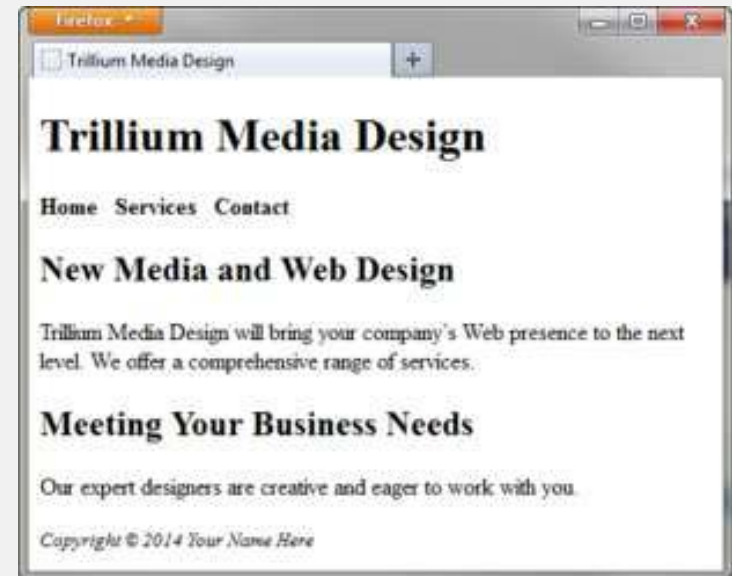 Firefox
Trillium Media Design
Trillium Media Design
Home Services Contact
New Media and Web Design
Trillium Media Design will bring your company's Web presence to the next
level. We offer a comprehensive range of services.
Meeting Your Business Needs
Our expert designers are creative and eager to work with you.
Copyright © 2014 Your Name Here